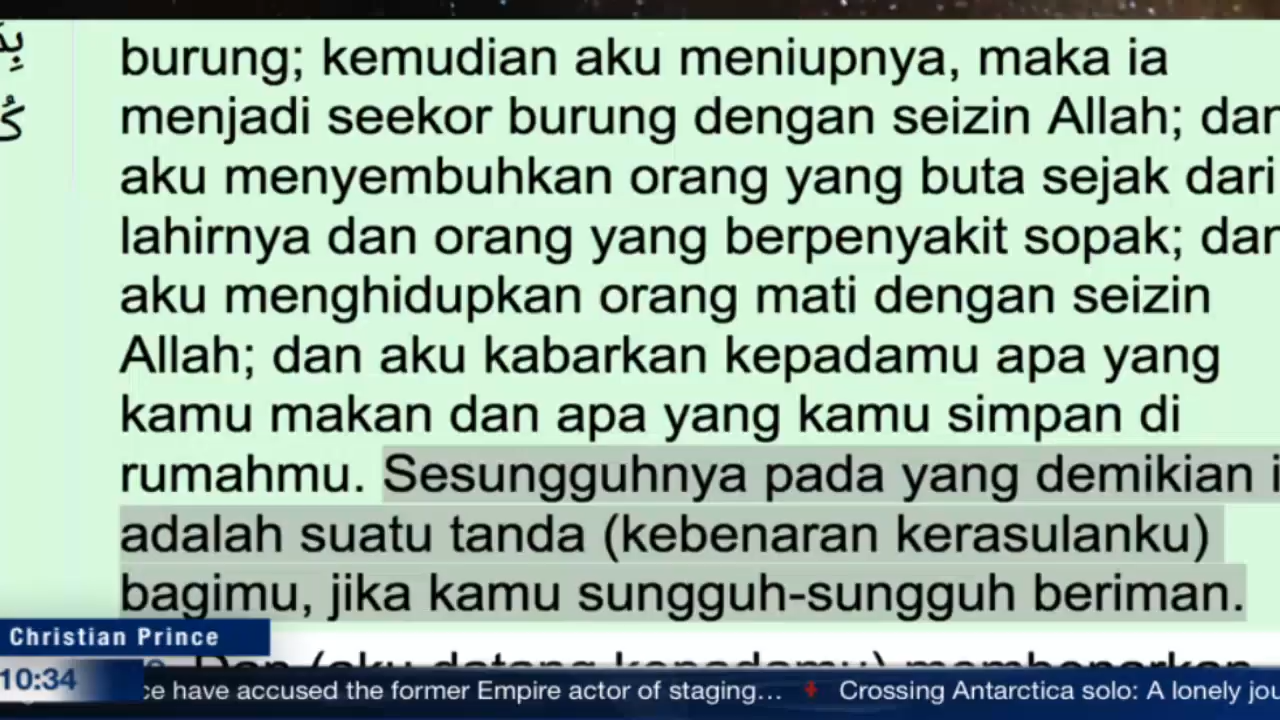 burung; kemudian aku meniupnya, maka ia
menjadi seekor burung dengan seizin Allah;
aku menyembuhkan orang yang buta sejak dari
lahirnya dan orang yang berpenyakit sopak;
aku menghidupkan orang mati dengan seizin
Allah; dan aku kabarkan kepadamu apa yang
kamu makan dan apa yang kamu simpan di
rumahmu. Sesungguhnya pada yang demikian
adalah suatu tanda (kebenaran kerasulanku)
bagimu, jika kamu sungguh-sungguh beriman.
Christian Prince
Dan (aku datang kepadamu) membenarkan
10:34
have accused the former Empire actor of staging... Crossing Antarctica solo: A lonely